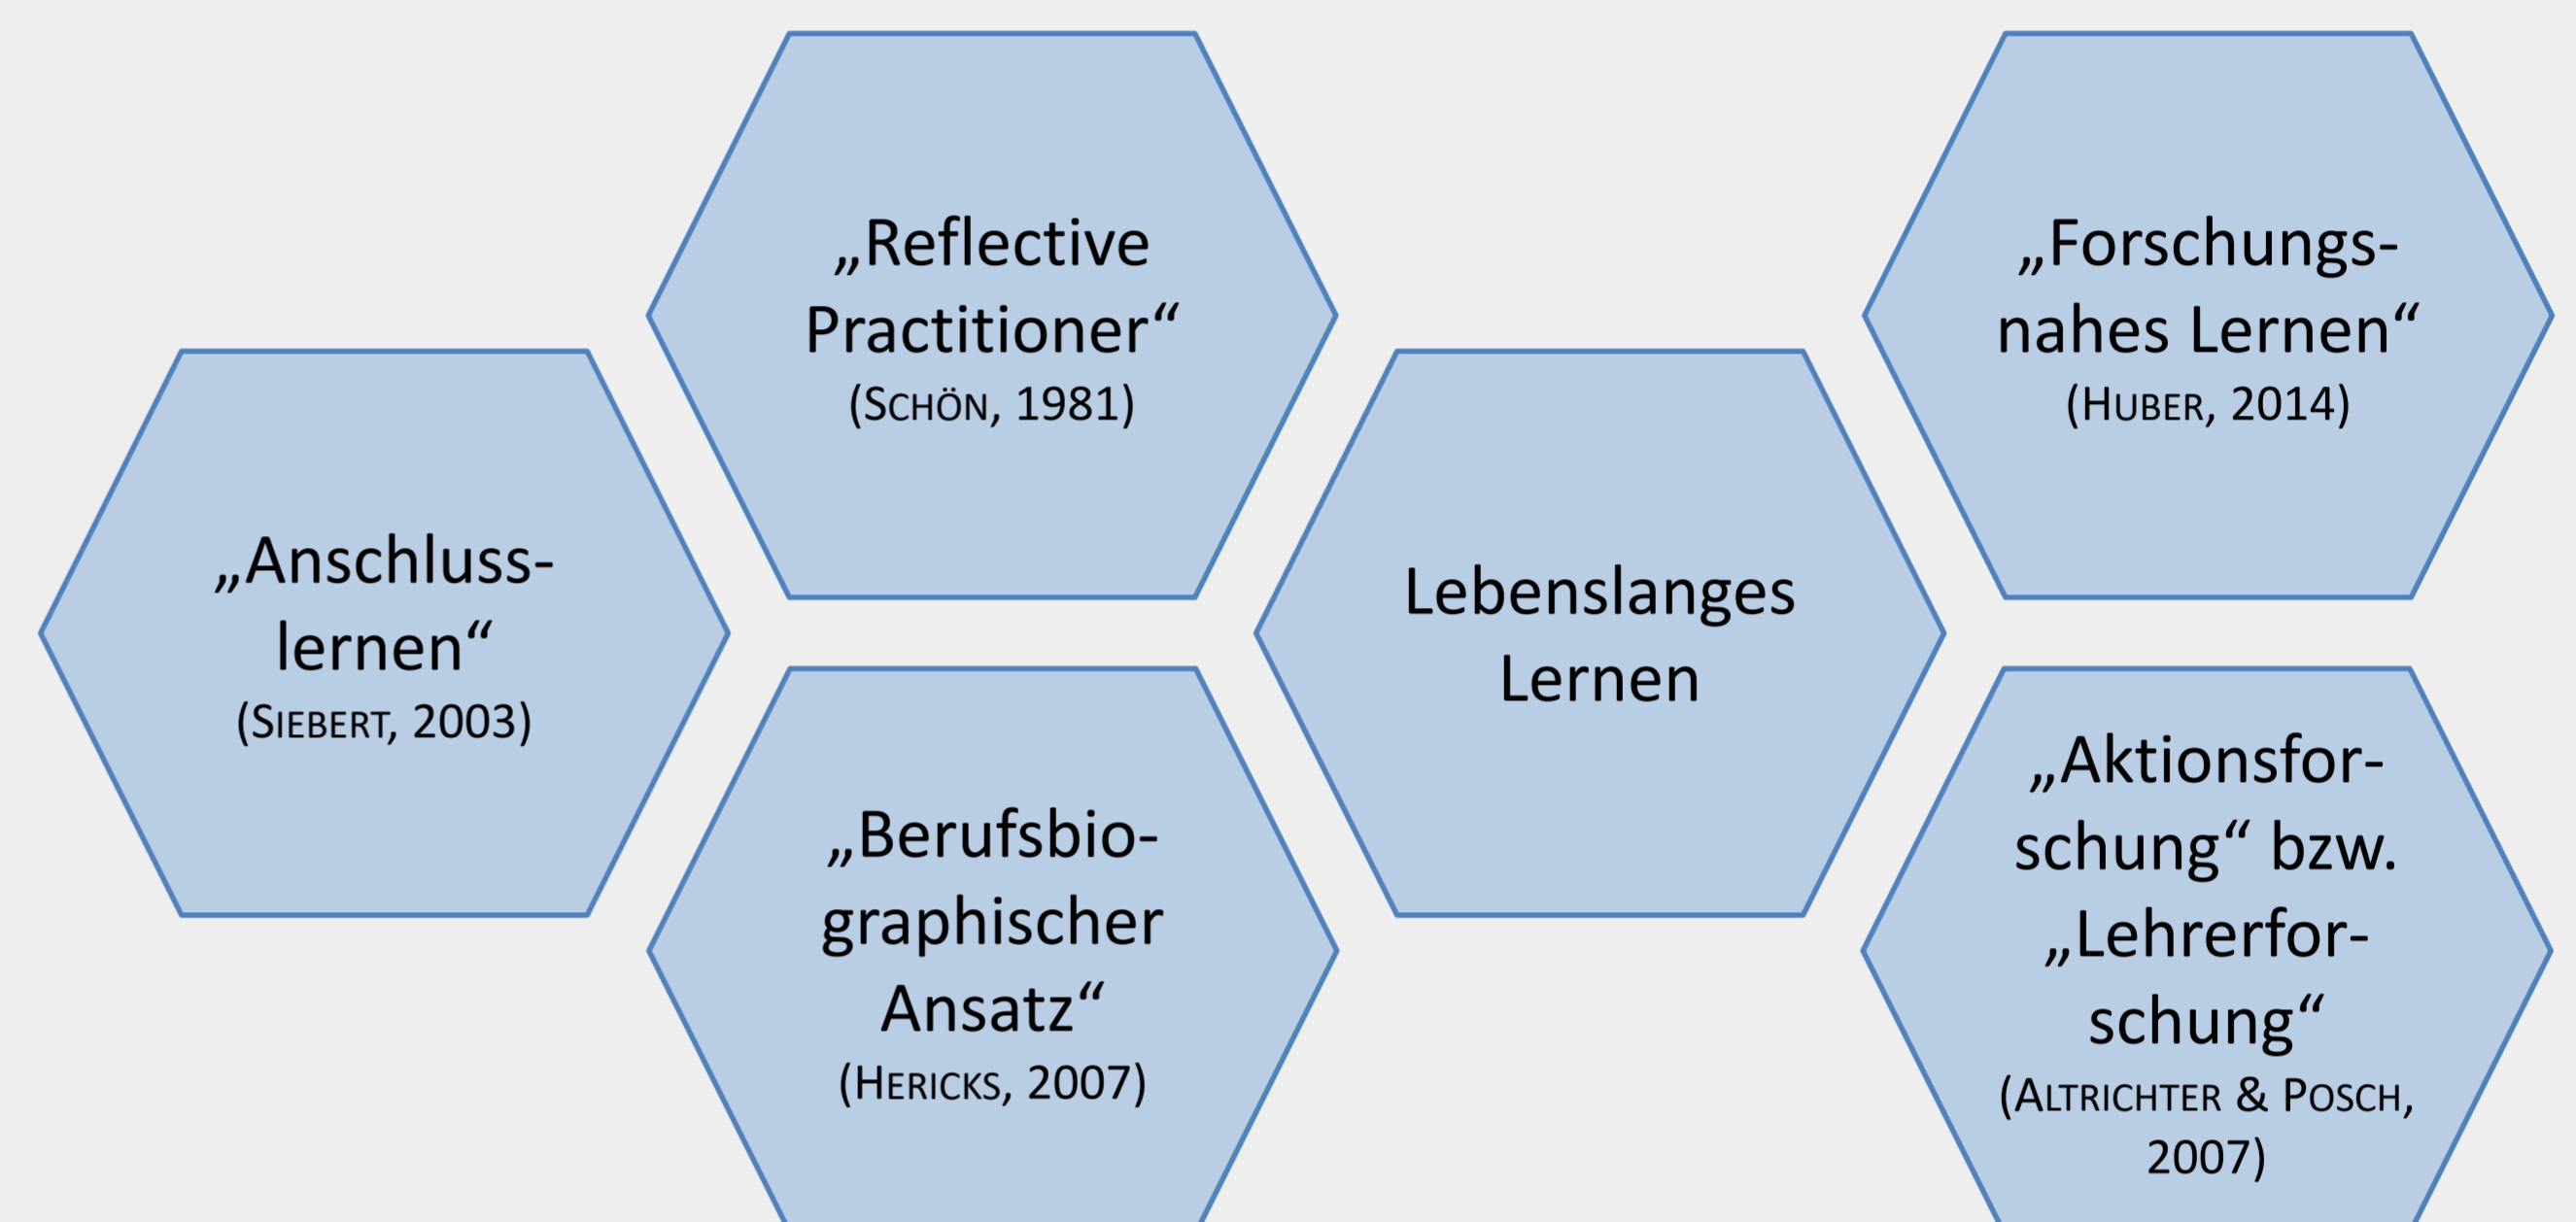 „Anschluss-
lernen“
(SIEBERT, 2003)
„Reflective
Practitioner“
(SCHÖN, 1981)
„Berufsbio-
graphischer
Ansatz“
(HERICKS, 2007)
Lebenslanges
Lernen
„Forschungs-
nahes Lernen“
(HUBER, 2014)
„Aktionsfor-
schung“ bzw.
„Lehrerfor-
schung“
(ALTRICHTER & POSCH,
2007)